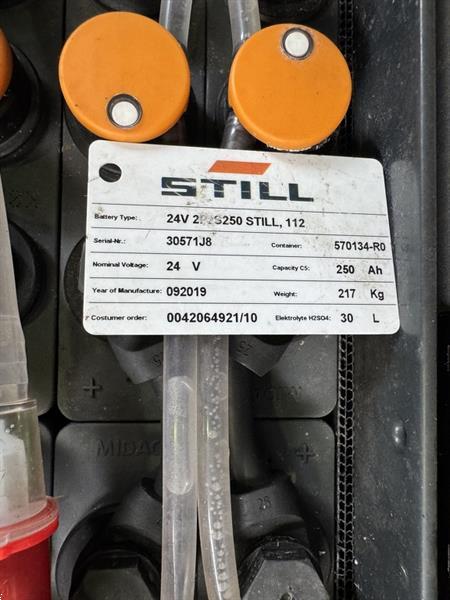 STILL
Battery Type: 24V 2PzS250 STILL, 112
Serial-Nr.: 30571J8 Container: 570134-R0
Nominal Voltage: 24 V Capacity C5: 250 Ah
Year of Manufacture: 092019 Weight: 217 Kg
Costumer order: 0042064921/10 Elektrolyte H2SO4: 30 L
+
MIDAC
+